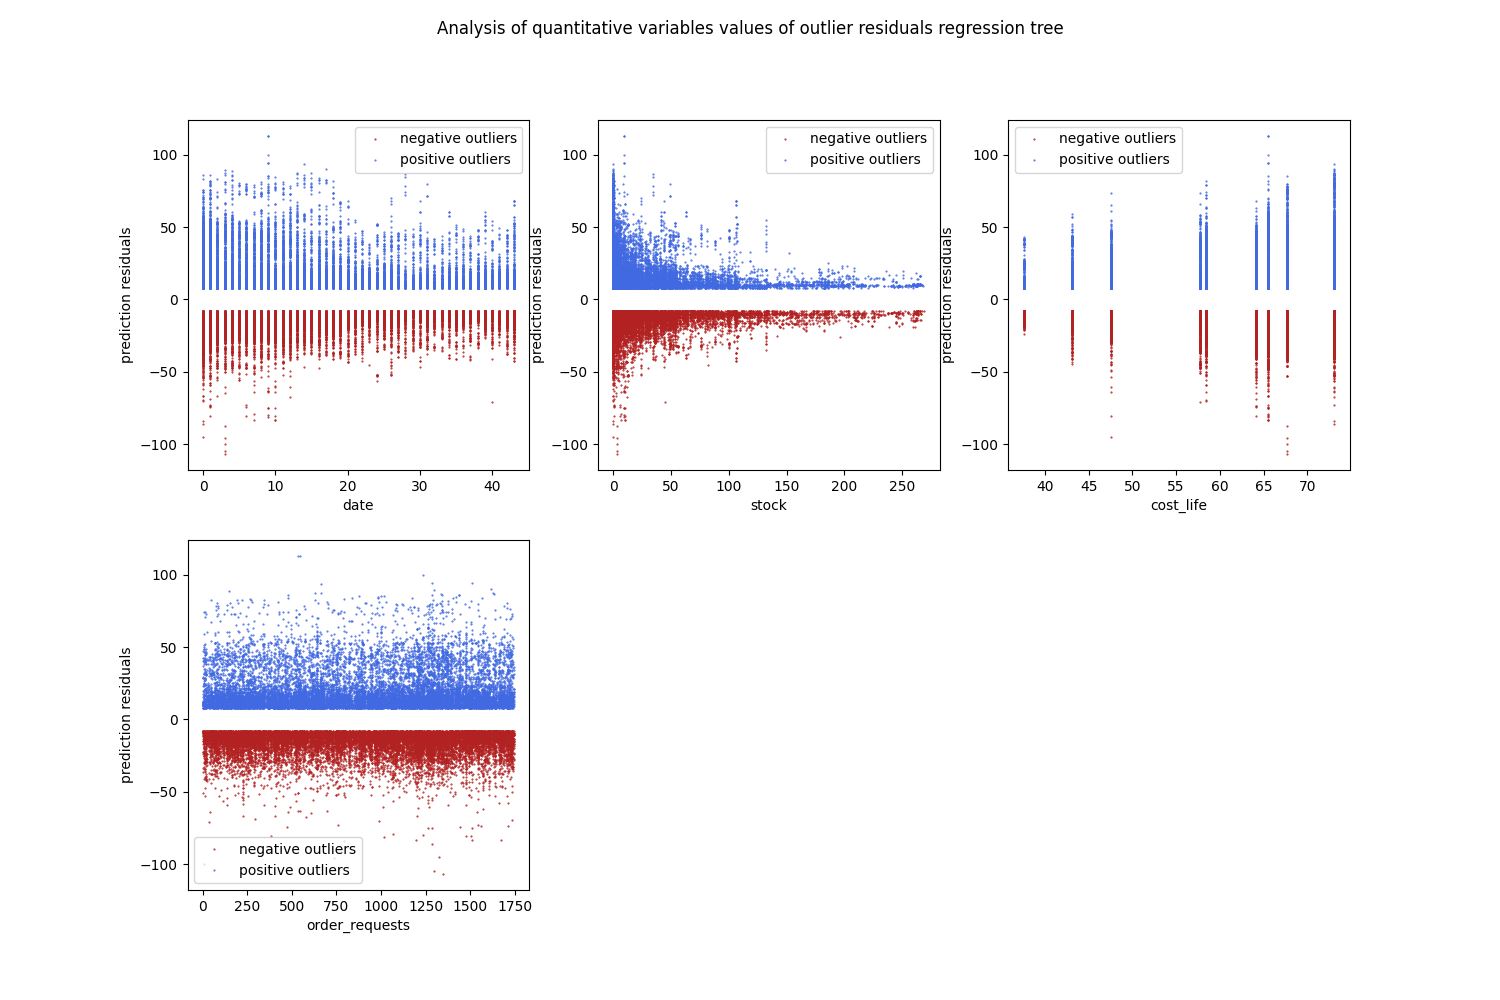 Analysis of quantitative variables values of outlier residuals regression tree
prediction residuals
100
50
0
−50
−100
negative outliers
positive outliers
0 10 20 30 40
date
prediction residuals
100
50
0
−50
−100
negative outliers
positive outliers
0 50 100 150 200 250
stock
prediction residuals
100
50
0
−50
−100
negative outliers
positive outliers
40 45 50 55 60 65 70
cost_life
prediction residuals
100
50
0
−50
−100
negative outliers
positive outliers
0 250 500 750 1000 1250 1500 1750
order_requests